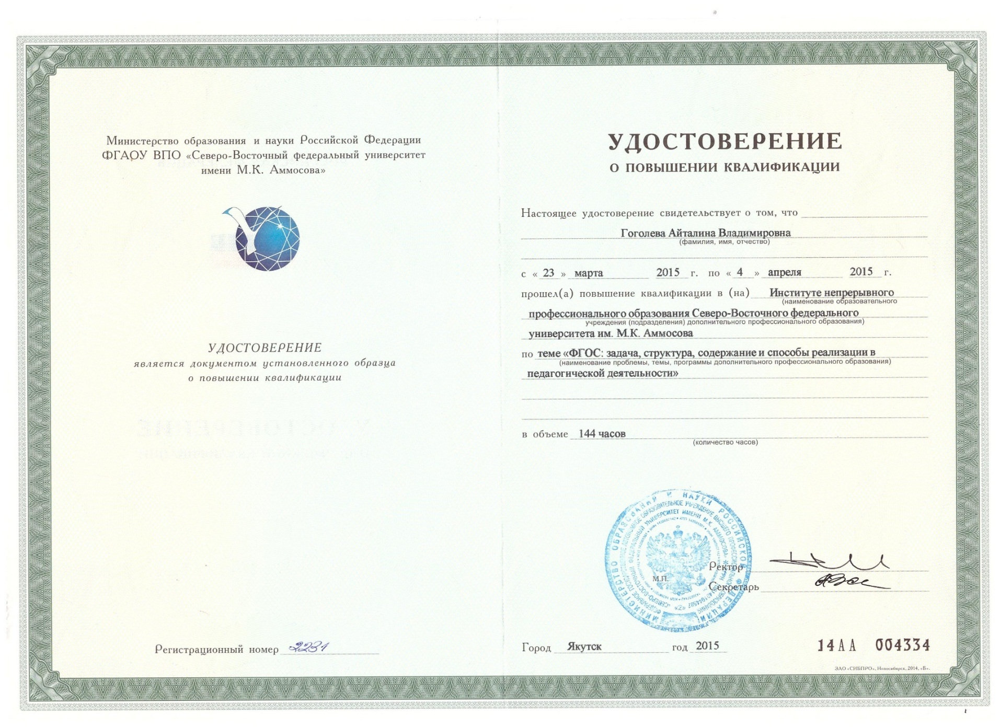 Министерство образования и науки Российской Федерации
ФГАОУ ВПО «Северо-Восточный федеральный университет
имени М.К. Аммосова»
УДОСТОВЕРЕНИЕ
является документом установленного образца
о повышении квалификации
Регистрационный номер 2231
УДОСТОВЕРЕНИЕ
О ПОВЫШЕНИИ КВАЛИФИКАЦИИ
Настоящее удостоверение свидетельствует о том, что
Гоголева Айталина Владимировна
(фамилия, имя, отчество)
с « 23 » марта 2015 г. по « 4 » апреля 2015 г.
прошел(а) повышение квалификации в (на) Институте непрерывного
(наименование образовательного
профессионального образования Северо-Восточного федерального
учреждения (подразделения) дополнительного профессионального образования)
университета им. М.К. Аммосова
по теме «ФГОС: задача, структура, содержание и способы реализации в
(наименование проблемы, темы, программы дополнительного профессионального образования)
педагогической деятельности»
в объеме 144 часов
(количество часов)
МИНИСТЕРСТВО ОБРАЗОВАНИЯ И НАУКИ РОССИЙСКОЙ ФЕДЕРАЦИИ
Ректор
М.П.
Секретарь
Город Якутск год 2015
14АА 004334
ЗАО «СИБПРО», Новосибирск, 2014, «Б».